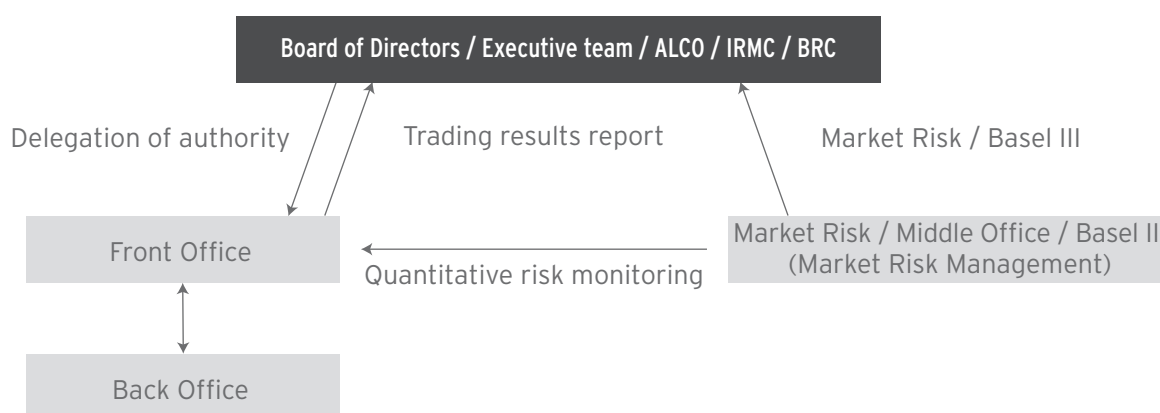 Board of Directors / Executive team / ALCO / IRMC / BRC
Delegation of authority
Trading results report
Market Risk / Basel III
Front Office
Quantitative risk monitoring
Market Risk / Middle Office / Basel II
(Market Risk Management)
Back Office